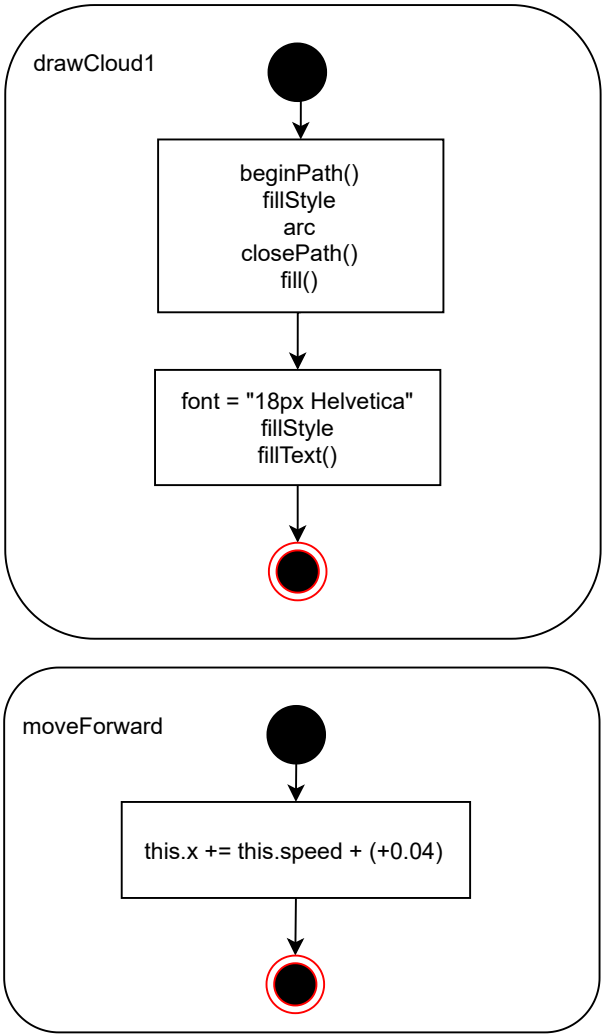 drawCloud1
beginPath()
fillStyle
arc
closePath()
fill()
font = "18px Helvetica"
fillStyle
fillText()
moveForward
this.x += this.speed + (+0.04)